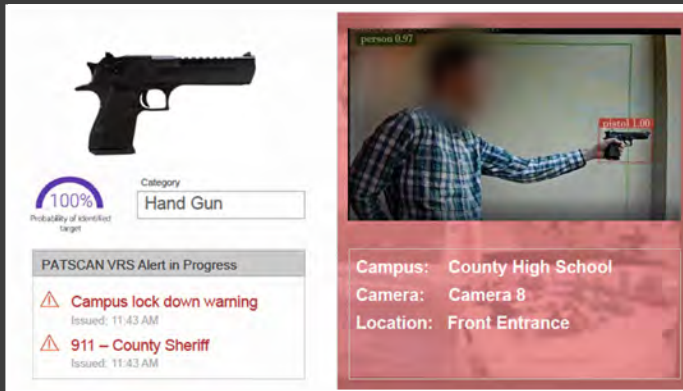 100%
Probability of identified
target
Category
Hand Gun
PATSCAN VRS Alert in Progress
Campus lock down warning
Issued: 11:43 AM
911 – County Sheriff
Issued: 11:43 AM
person 0.97
pistol 1.00
Campus: County High School
Camera: Camera 8
Location: Front Entrance